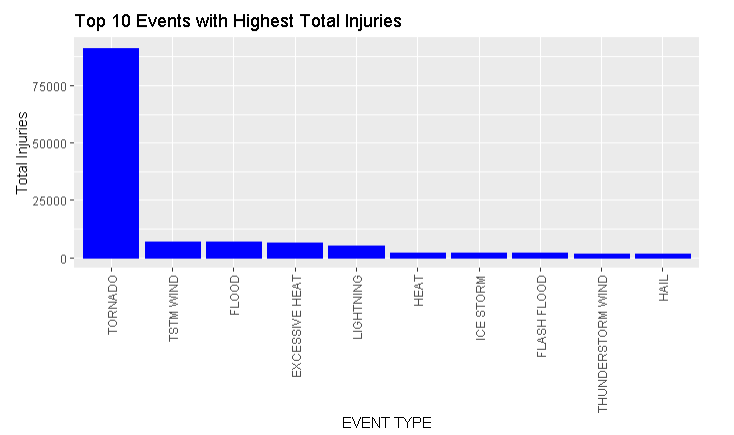 Top 10 Events with Highest Total Injuries
Total Injuries
75000
50000
25000
0
TORNADO
TSTM WIND
FLOOD
EXCESSIVE HEAT
LIGHTNING
HEAT
ICE STORM
FLASH FLOOD
THUNDERSTORM WIND
HAIL
EVENT TYPE